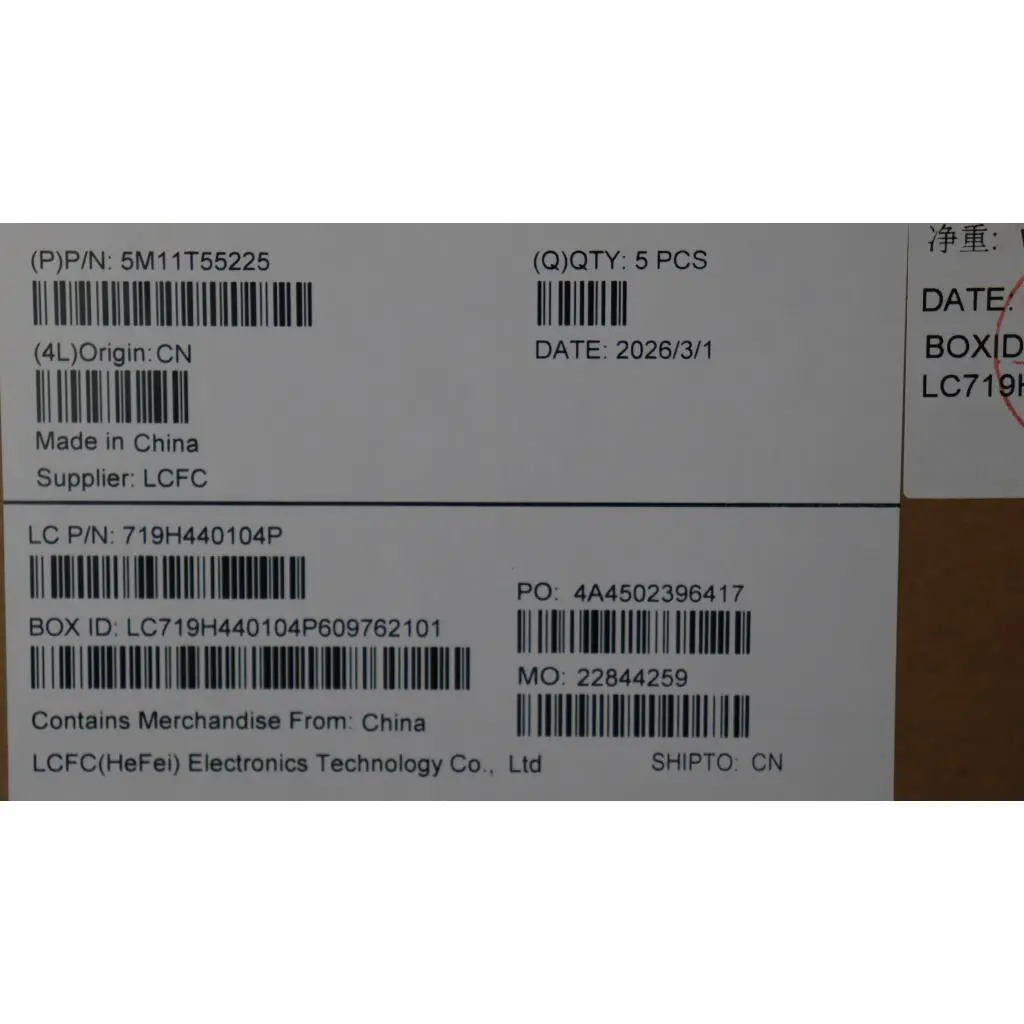 (P)P/N: 5M11T55225
(Q)QTY: 5 PCS
(4L)Origin: CN
DATE: 2026/3/1
Made in China
Supplier: LCFC
LC P/N: 719H440104P
PO: 4A4502396417
BOX ID: LC719H440104P609762101
MO: 22844259
Contains Merchandise From: China
LCFC(HeFei) Electronics Technology Co., Ltd
SHIPTO: CN
净重:
DATE:
BOXID
LC719H